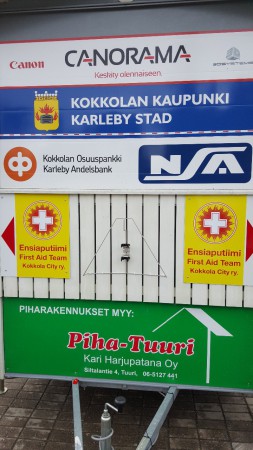 Canon
CANORAMA
Keskity olennaiseen.
KOKKOLAN KAUPUNKI
KARLEBY STAD
Kokkolan Osuuspankki
Karleby Andelsbank
NSA
Ensiaputiimi
First Aid Team
Kokkola City ry.
Ensiaputiimi
First Aid Team
Kokkola City ry.
PIHARAKENNUKSET MYY:
Piha-Tuuri
Kari Harjupatana Oy
Siltalantie 4, Tuuri, 06-5127 441